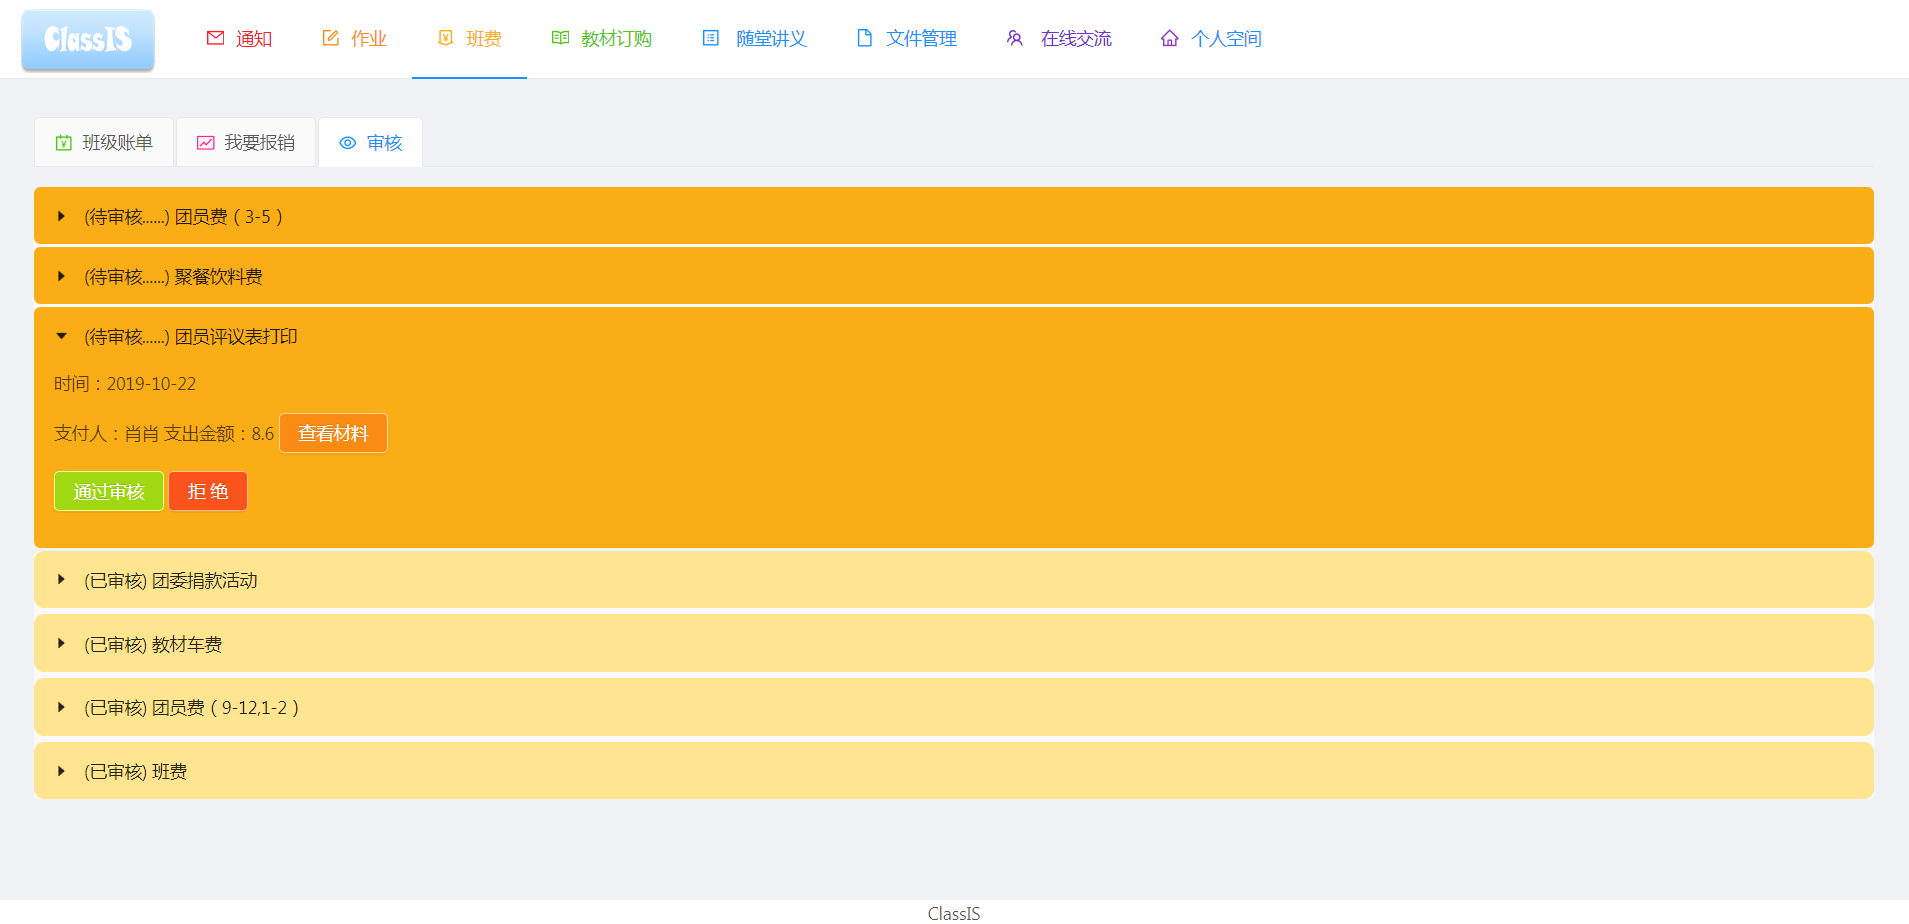 ClassIS 通知 作业 班费 教材订购 随堂讲义 文件管理 在线交流 个人空间
班级账单 我要报销 审核
(待审核......) 团员费（3-5）
(待审核......) 聚餐饮料费
(待审核......) 团员评议表打印
时间：2019-10-22
支付人：肖肖 支出金额：8.6 查看材料
通过审核 拒 绝
(已审核) 团委捐款活动
(已审核) 教材车费
(已审核) 团员费（9-12,1-2）
(已审核) 班费
ClassIS